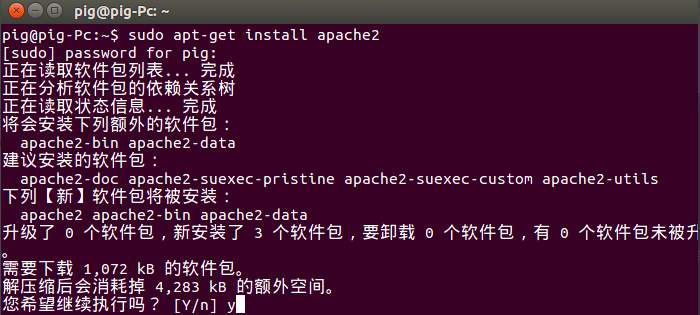 pig@pig-Pc: ~
pig@pig-Pc:~$ sudo apt-get install apache2
[sudo] password for pig:
正在读取软件包列表... 完成
正在分析软件包的依赖关系树
正在读取状态信息... 完成
将会安装下列额外的软件包：
  apache2-bin apache2-data
建议安装的软件包：
  apache2-doc apache2-suexec-pristine apache2-suexec-custom apache2-utils
下列【新】软件包将被安装：
  apache2 apache2-bin apache2-data
升级了 0 个软件包，新安装了 3 个软件包，要卸载 0 个软件包，有 0 个软件包未被升
。
需要下载 1,072 kB 的软件包。
解压缩后会消耗掉 4,283 kB 的额外空间。
您希望继续执行吗？ [Y/n] y